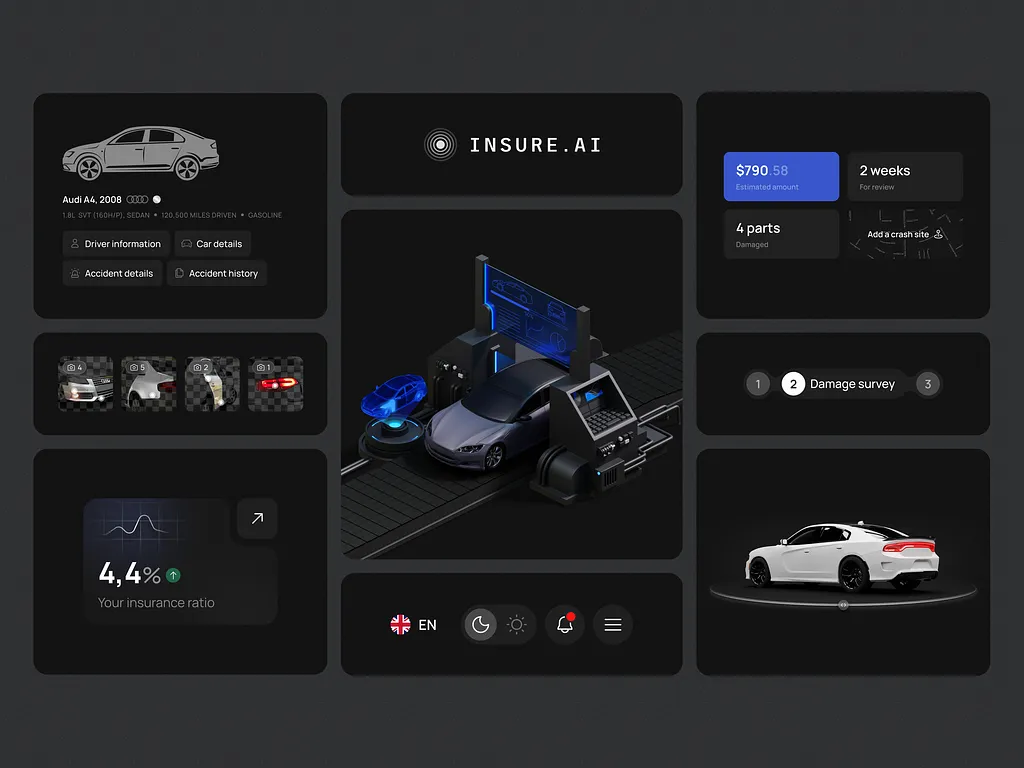 Audi A4, 2008
1.8L SVT (160H/P), SEDAN • 120,500 MILES DRIVEN • GASOLINE
Driver information
Car details
Accident details
Accident history
4
5
2
1
4,4%
Your insurance ratio
INSURE.AI
EN
$790.58
Estimated amount
2 weeks
For review
4 parts
Damaged
Add a crash site
1
2 Damage survey
3